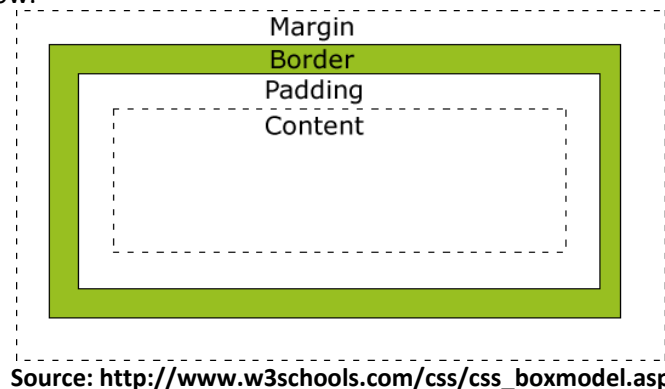 Margin
Border
Padding
Content
Source: http://www.w3schools.com/css/css_boxmodel.asp